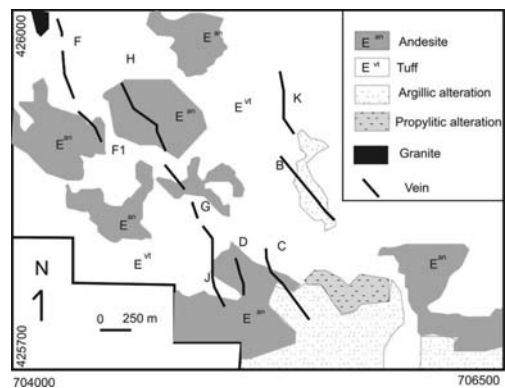 426000
F
H
E an
E an Andesite
E vt Tuff
Argillic alteration
Propylitic alteration
Granite
Vein
K
E vt
E an
E an
F1
B
G
E an
D
C
E vt
J
E an
E an
N
1
0 250 m
425700
704000
706500